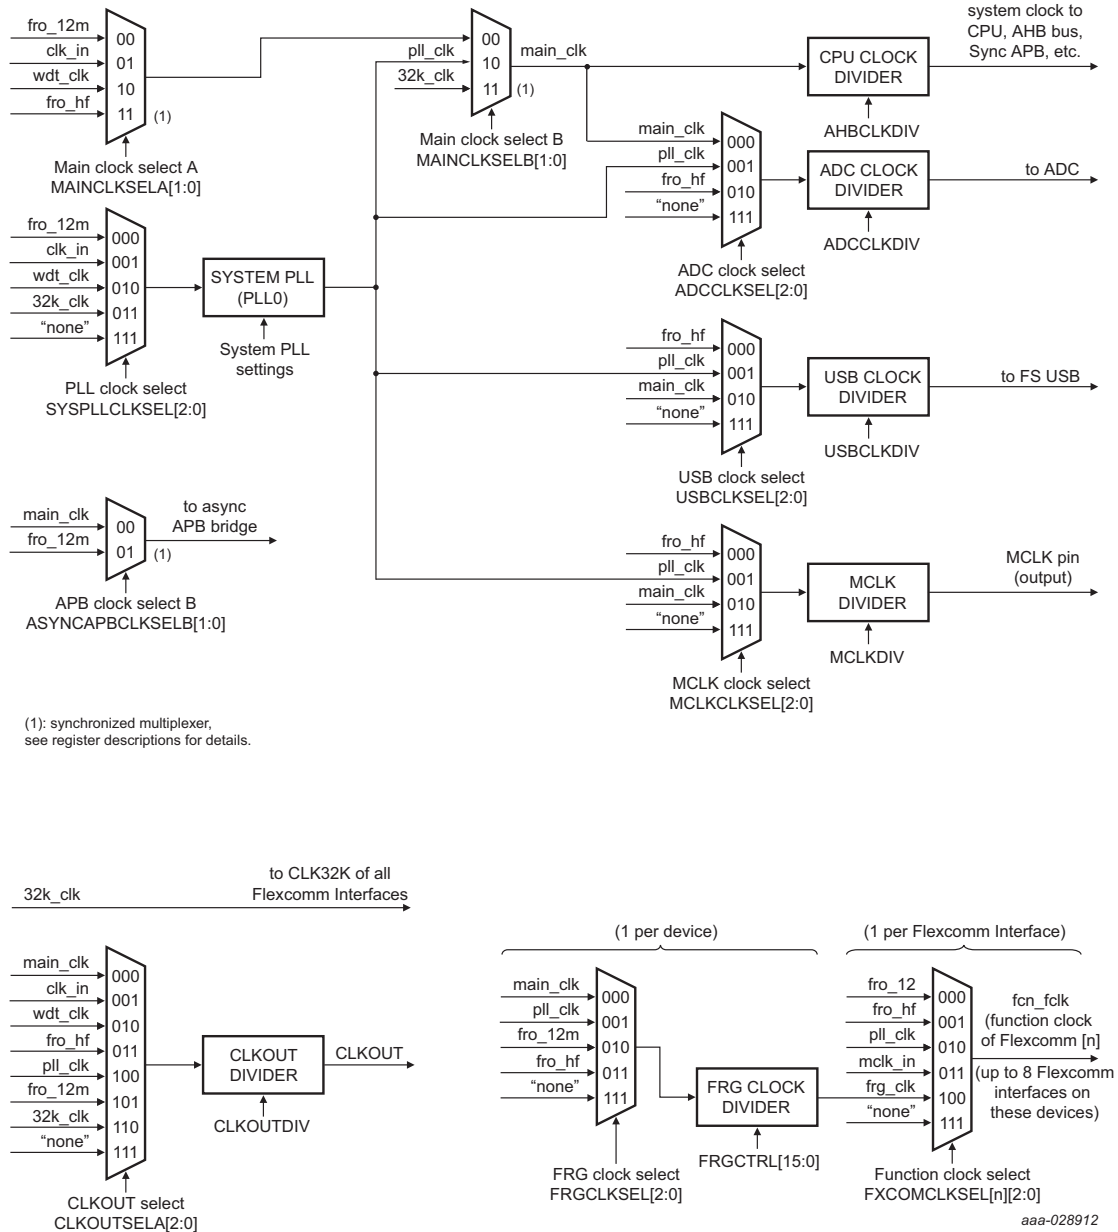 fro_12m
clk_in
wdt_clk
fro_hf
00
01
10
11
(1)
Main clock select A
MAINCLKSELA[1:0]
pll_clk
32k_clk
00
10
11
(1)
main_clk
Main clock select B
MAINCLKSELB[1:0]
CPU CLOCK
DIVIDER
AHBCLKDIV
system clock to
CPU, AHB bus,
Sync APB, etc.
main_clk
pll_clk
fro_hf
“none”
000
001
010
111
ADC clock select
ADCCLKSEL[2:0]
ADC CLOCK
DIVIDER
ADCCLKDIV
to ADC
fro_12m
clk_in
wdt_clk
32k_clk
“none”
000
001
010
011
111
PLL clock select
SYSPLLCLKSEL[2:0]
SYSTEM PLL
(PLL0)
System PLL
settings
fro_hf
pll_clk
main_clk
“none”
000
001
010
111
USB clock select
USBCLKSEL[2:0]
USB CLOCK
DIVIDER
USBCLKDIV
to FS USB
main_clk
fro_12m
00
01
(1)
to async
APB bridge
APB clock select B
ASYNCAPBCLKSELB[1:0]
fro_hf
pll_clk
main_clk
“none”
000
001
010
111
MCLK clock select
MCLKCLKSEL[2:0]
MCLK
DIVIDER
MCLKDIV
MCLK pin
(output)
(1): synchronized multiplexer,
see register descriptions for details.
32k_clk
to CLK32K of all
Flexcomm Interfaces
main_clk
clk_in
wdt_clk
fro_hf
pll_clk
fro_12m
32k_clk
“none”
000
001
010
011
100
101
110
111
CLKOUT select
CLKOUTSELA[2:0]
CLKOUT
DIVIDER
CLKOUTDIV
CLKOUT
(1 per device)
main_clk
pll_clk
fro_12m
fro_hf
“none”
000
001
010
011
111
FRG clock select
FRGCLKSEL[2:0]
FRG CLOCK
DIVIDER
FRGCTRL[15:0]
(1 per Flexcomm Interface)
fro_12
fro_hf
pll_clk
mclk_in
frg_clk
“none”
000
001
010
011
100
111
Function clock select
FXCOMCLKSEL[n][2:0]
fcn_fclk
(function clock
of Flexcomm [n]
(up to 8 Flexcomm
interfaces on
these devices)
aaa-028912